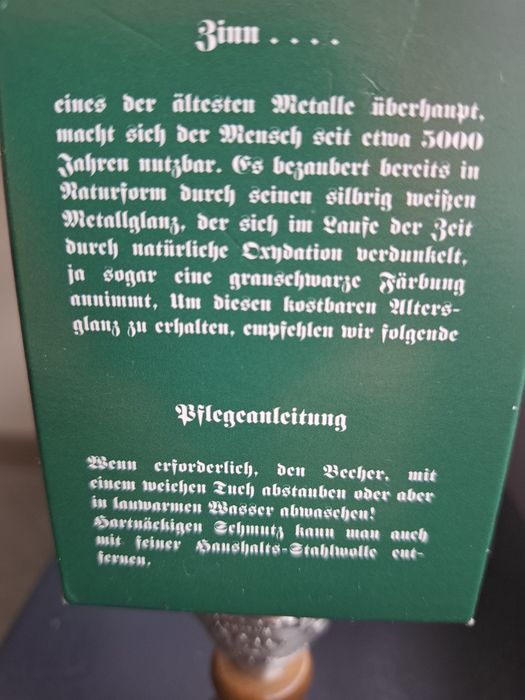 Zinn . . . .
eines der ältesten Metalle überhaupt,
macht sich der Mensch seit etwa 5000
Jahren nutzbar. Es bezaubert bereits in
Naturform durch seinen silbrig weißen
Metallglanz, der sich im Laufe der Zeit
durch natürliche Oxydation verdunkelt,
ja sogar eine grauschwarze Färbung
annimmt. Um diesen kostbaren Alters-
glanz zu erhalten, empfehlen wir folgende
Pflegeanleitung
Wenn erforderlich, den Becher, mit
einem weichen Tuch abstauben oder aber
in lauwarmen Wasser abwaschen!
Hartnäckigen Schmutz kann man auch
mit feiner Haushalts-Stahlwolle ent-
fernen.